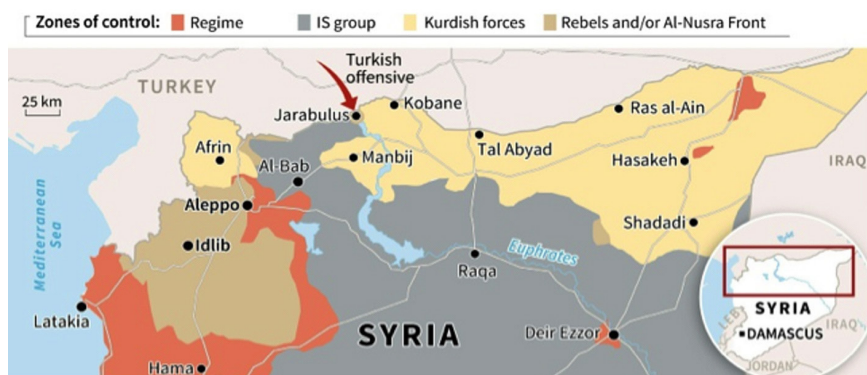 Zones of control: Regime IS group Kurdish forces Rebels and/or Al-Nusra Front
TURKEY
Turkish
offensive
25 km
Jarabulus
Kobane
Ras al-Ain
Afrin
Manbij
Tal Abyad
Al-Bab
Hasakeh
IRAQ
Aleppo
Mediterranean
Sea
Idlib
Shadadi
Euphrates
Raqa
Latakia
SYRIA
Deir Ezzor
Hama
SYRIA
LEB
IRAQ
DAMASCUS
JORDAN